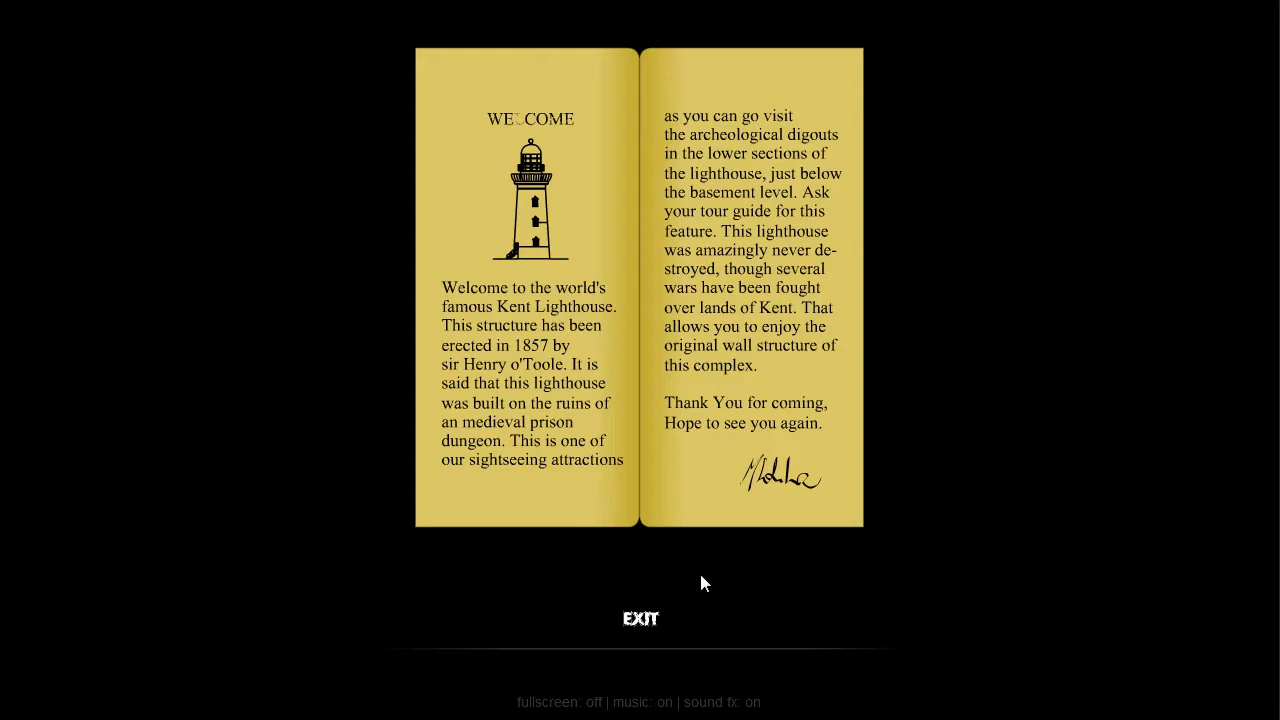 WELCOME
Welcome to the world's
famous Kent Lighthouse.
This structure has been
erected in 1857 by
sir Henry o'Toole. It is
said that this lighthouse
was built on the ruins of
an medieval prison
dungeon. This is one of
our sightseeing attractions
as you can go visit
the archeological digouts
in the lower sections of
the lighthouse, just below
the basement level. Ask
your tour guide for this
feature. This lighthouse
was amazingly never de-
stroyed, though several
wars have been fought
over lands of Kent. That
allows you to enjoy the
original wall structure of
this complex.
Thank You for coming,
Hope to see you again.
EXIT
fullscreen: off | music: on | sound fx: on